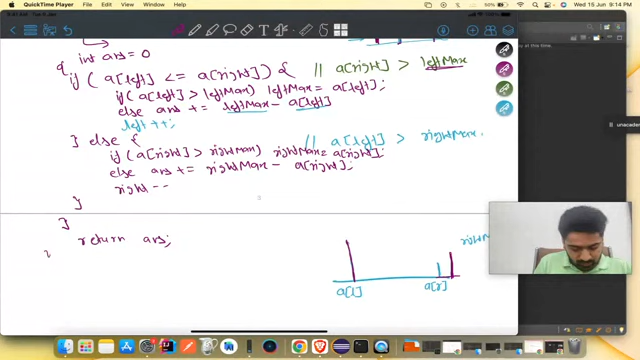 QuickTime Player File Edit View Window Help
Wed 15 Jun 9:14 PM
int ans = 0
if ( a[left] <= a[right] ) { // a[right] > leftMax
if ( a[left] > leftMax ) leftMax = a[left];
else ans += leftMax - a[left]
left ++;
} else { // a[left] > rightMax.
if ( a[right] > rightMax ) rightMax = a[right];
else ans += rightMax - a[right];
right --
}
}
return ans;
}
a[l]
a[r]